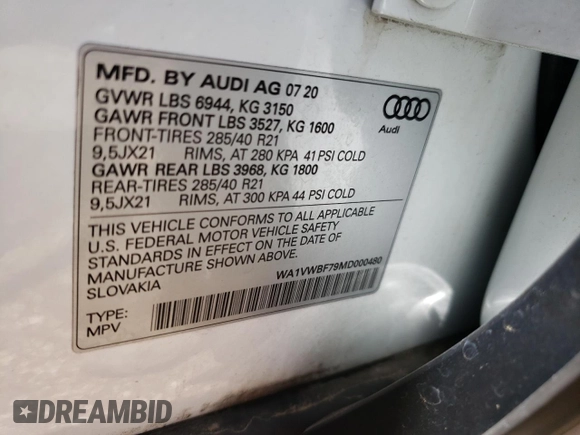 MFD. BY AUDI AG 07 20
GVWR LBS 6944, KG 3150
GAWR FRONT LBS 3527, KG 1600
FRONT-TIRES 285/40 R21
9,5JX21 RIMS, AT 280 KPA 41 PSI COLD
GAWR REAR LBS 3968, KG 1800
REAR-TIRES 285/40 R21
9,5JX21 RIMS, AT 300 KPA 44 PSI COLD
Audi
THIS VEHICLE CONFORMS TO ALL APPLICABLE
U.S. FEDERAL MOTOR VEHICLE SAFETY
STANDARDS IN EFFECT ON THE DATE OF
MANUFACTURE SHOWN ABOVE.
SLOVAKIA
WA1VWBF79MD000480
TYPE:
MPV
DREAMBID